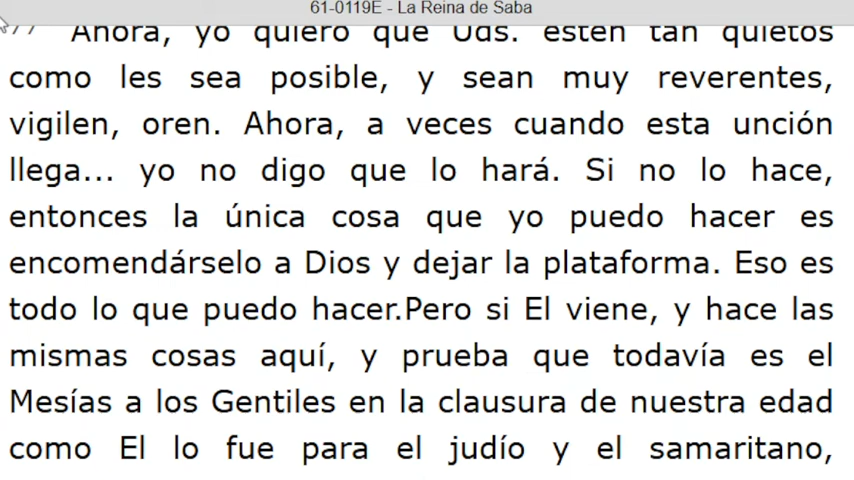 61-0119E - La Reina de Saba
77 Ahora, yo quiero que Uds. estén tan quietos
como les sea posible, y sean muy reverentes,
vigilen, oren. Ahora, a veces cuando esta unción
llega... yo no digo que lo hará. Si no lo hace,
entonces la única cosa que yo puedo hacer es
encomendárselo a Dios y dejar la plataforma. Eso es
todo lo que puedo hacer.Pero si El viene, y hace las
mismas cosas aquí, y prueba que todavía es el
Mesías a los Gentiles en la clausura de nuestra edad
como El lo fue para el judío y el samaritano,